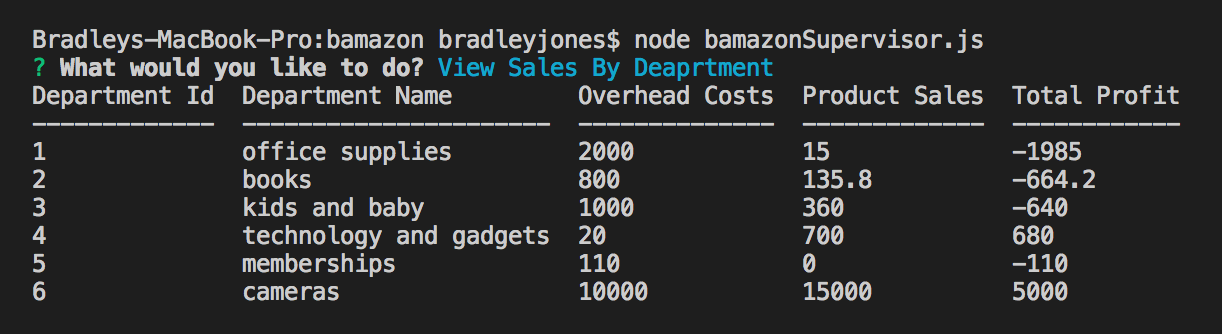 Bradleys-MacBook-Pro:bamazon bradleyjones$ node bamazonSupervisor.js
? What would you like to do? View Sales By Deaprtment
Department Id  Department Name         Overhead Costs  Product Sales  Total Profit
-------------  ----------------------  --------------  -------------  ------------
1              office supplies         2000            15             -1985
2              books                   800             135.8          -664.2
3              kids and baby           1000            360            -640
4              technology and gadgets  20              700            680
5              memberships             110             0              -110
6              cameras                 10000           15000          5000